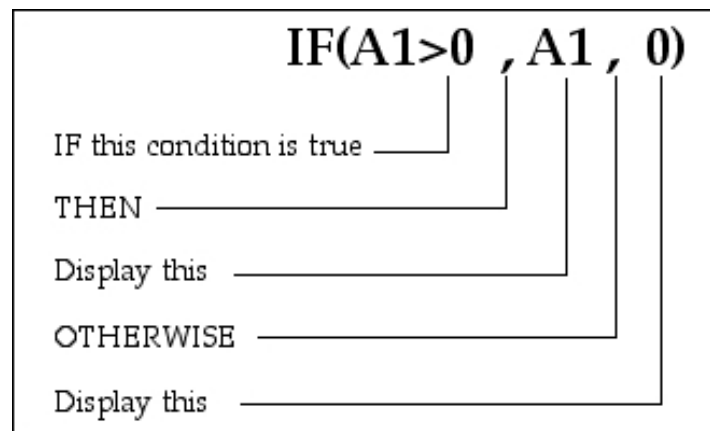 IF(A1>0 , A1 , 0)
IF this condition is true
THEN
Display this
OTHERWISE
Display this